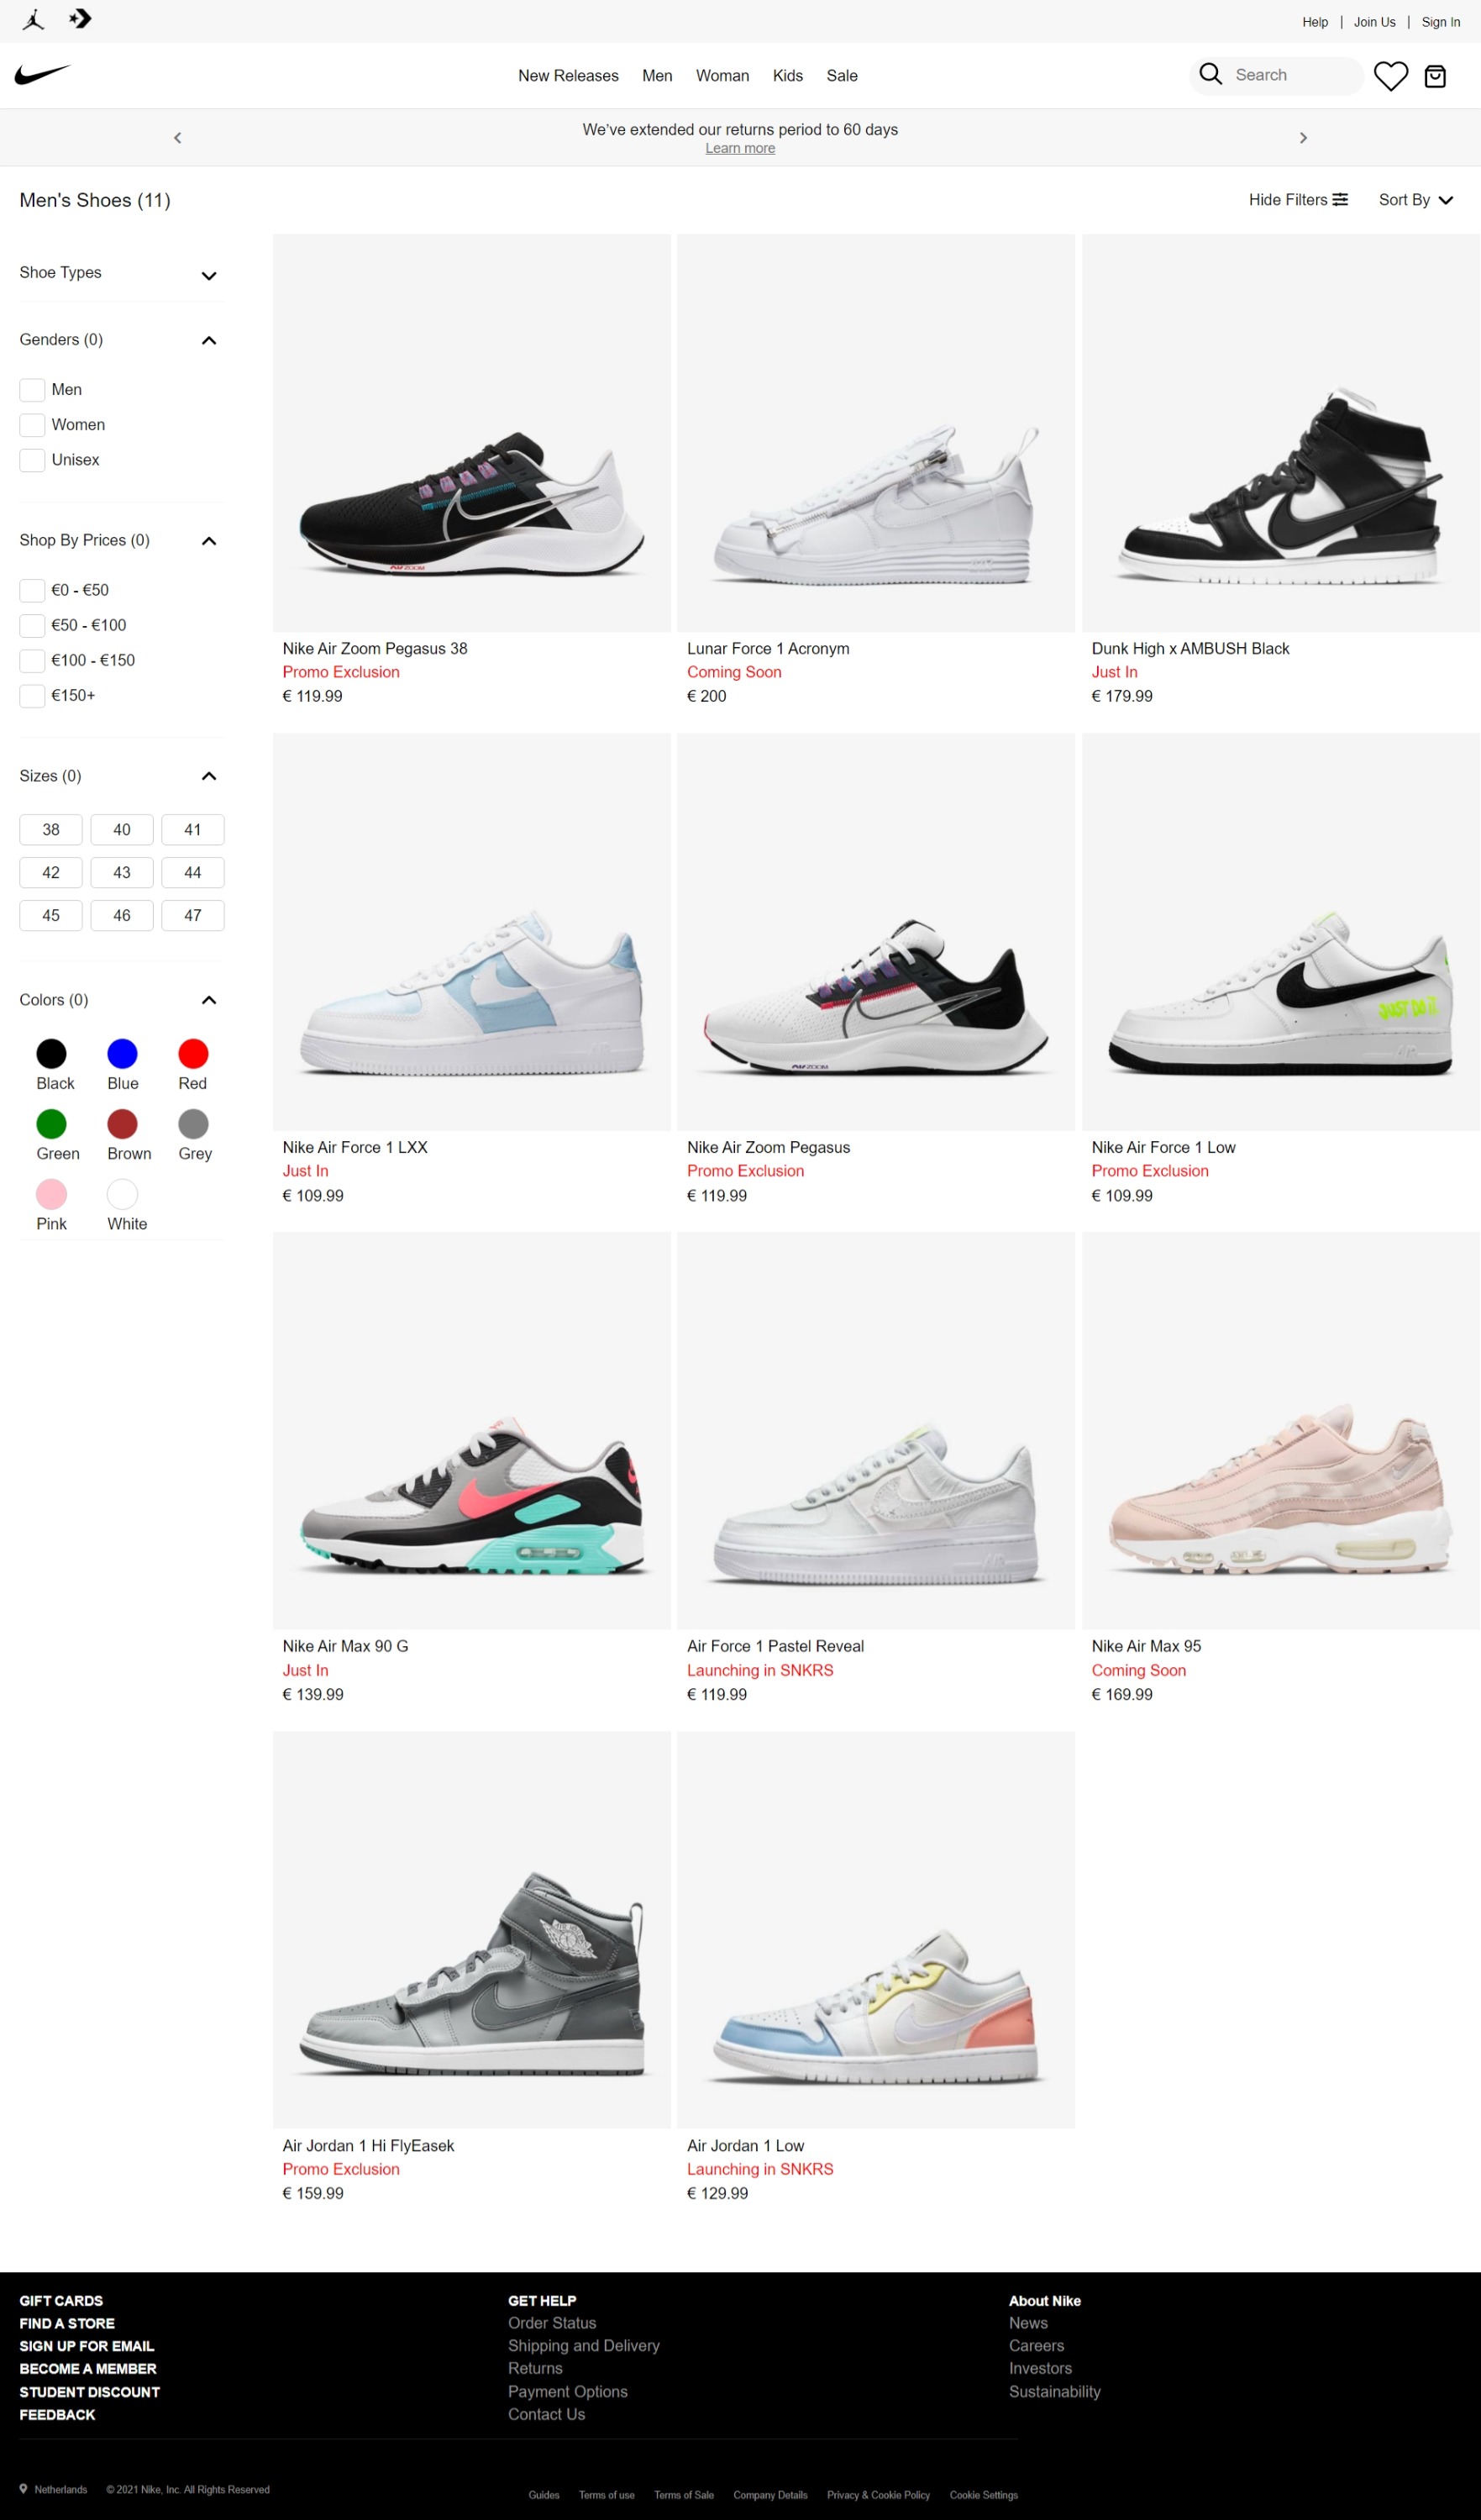 Help | Join Us | Sign In
New Releases Men Woman Kids Sale
Search
We've extended our returns period to 60 days
Learn more
Men's Shoes (11)
Hide Filters
Sort By
Shoe Types
Genders (0)
Men
Women
Unisex
Shop By Prices (0)
€0 - €50
€50 - €100
€100 - €150
€150+
Sizes (0)
38 40 41
42 43 44
45 46 47
Colors (0)
Black Blue Red
Green Brown Grey
Pink White
AIR ZOOM
Nike Air Zoom Pegasus 38
Promo Exclusion
€ 119.99
Lunar Force 1 Acronym
Coming Soon
€ 200
Dunk High x AMBUSH Black
Just In
€ 179.99
Nike Air Force 1 LXX
Just In
€ 109.99
AIR ZOOM
Nike Air Zoom Pegasus
Promo Exclusion
€ 119.99
JUST DO IT
Nike Air Force 1 Low
Promo Exclusion
€ 109.99
Nike Air Max 90 G
Just In
€ 139.99
Air Force 1 Pastel Reveal
Launching in SNKRS
€ 119.99
Nike Air Max 95
Coming Soon
€ 169.99
Air Jordan 1 Hi FlyEasek
Promo Exclusion
€ 159.99
Air Jordan 1 Low
Launching in SNKRS
€ 129.99
GIFT CARDS
FIND A STORE
SIGN UP FOR EMAIL
BECOME A MEMBER
STUDENT DISCOUNT
FEEDBACK
GET HELP
Order Status
Shipping and Delivery
Returns
Payment Options
Contact Us
About Nike
News
Careers
Investors
Sustainability
Netherlands © 2021 Nike, Inc. All Rights Reserved
Guides Terms of use Terms of Sale Company Details Privacy & Cookie Policy Cookie Settings